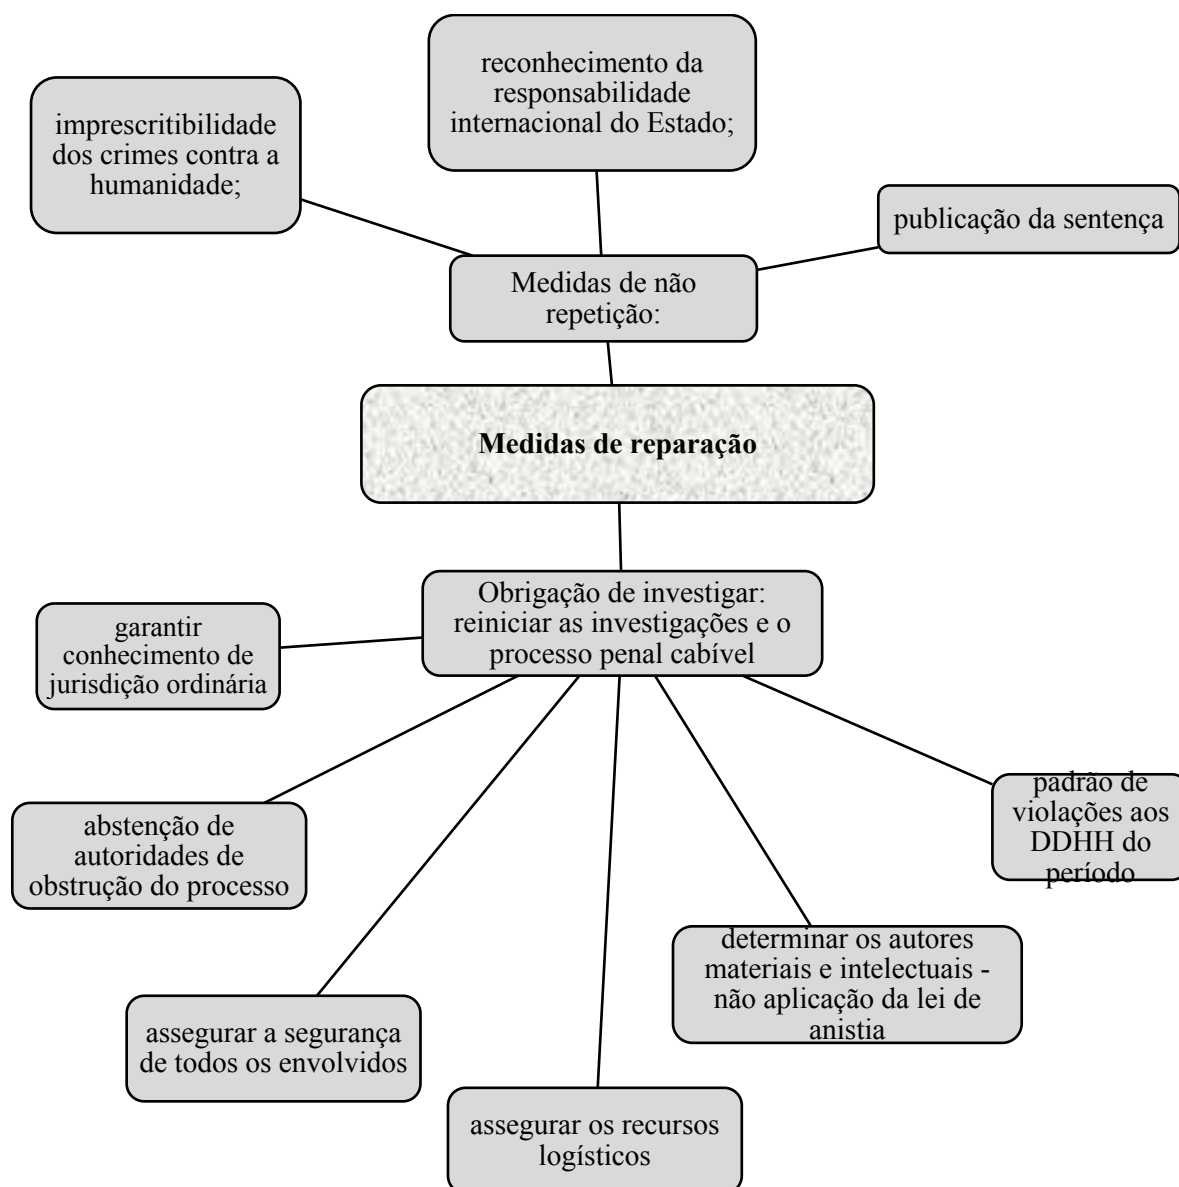 reconhecimento da
responsabilidade
internacional do Estado;
imprescritibilidade
dos crimes contra a
humanidade;
publicação da sentença
Medidas de não
repetição:
Medidas de reparação
Obrigação de investigar:
reiniciar as investigações e o
processo penal cabível
garantir
conhecimento de
jurisdição ordinária
abstenção de
autoridades de
obstrução do processo
assegurar a segurança
de todos os envolvidos
assegurar os recursos
logísticos
determinar os autores
materiais e intelectuais -
não aplicação da lei de
anistia
padrão de
violações aos
DDHH do
período